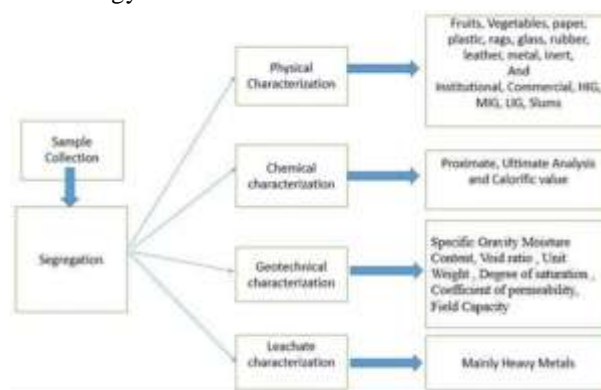 Physical
Characterization
Fruits, Vegetables, paper,
plastic, rags, glass, rubber,
leather, metal, inert,
And
Institutional, Commercial, HIG,
MIG, LIG, Slums
Sample
Collection
Chemical
characterization
Proximate, Ultimate Analysis
and Calorific value
Segregation
Geotechnical
characterization
Specific Gravity Moisture
Content, Void ratio , Unit
Weight , Degree of saturation ,
Coefficient of permeability,
Field Capacity
Leachate
characterization
Mainly Heavy Metals